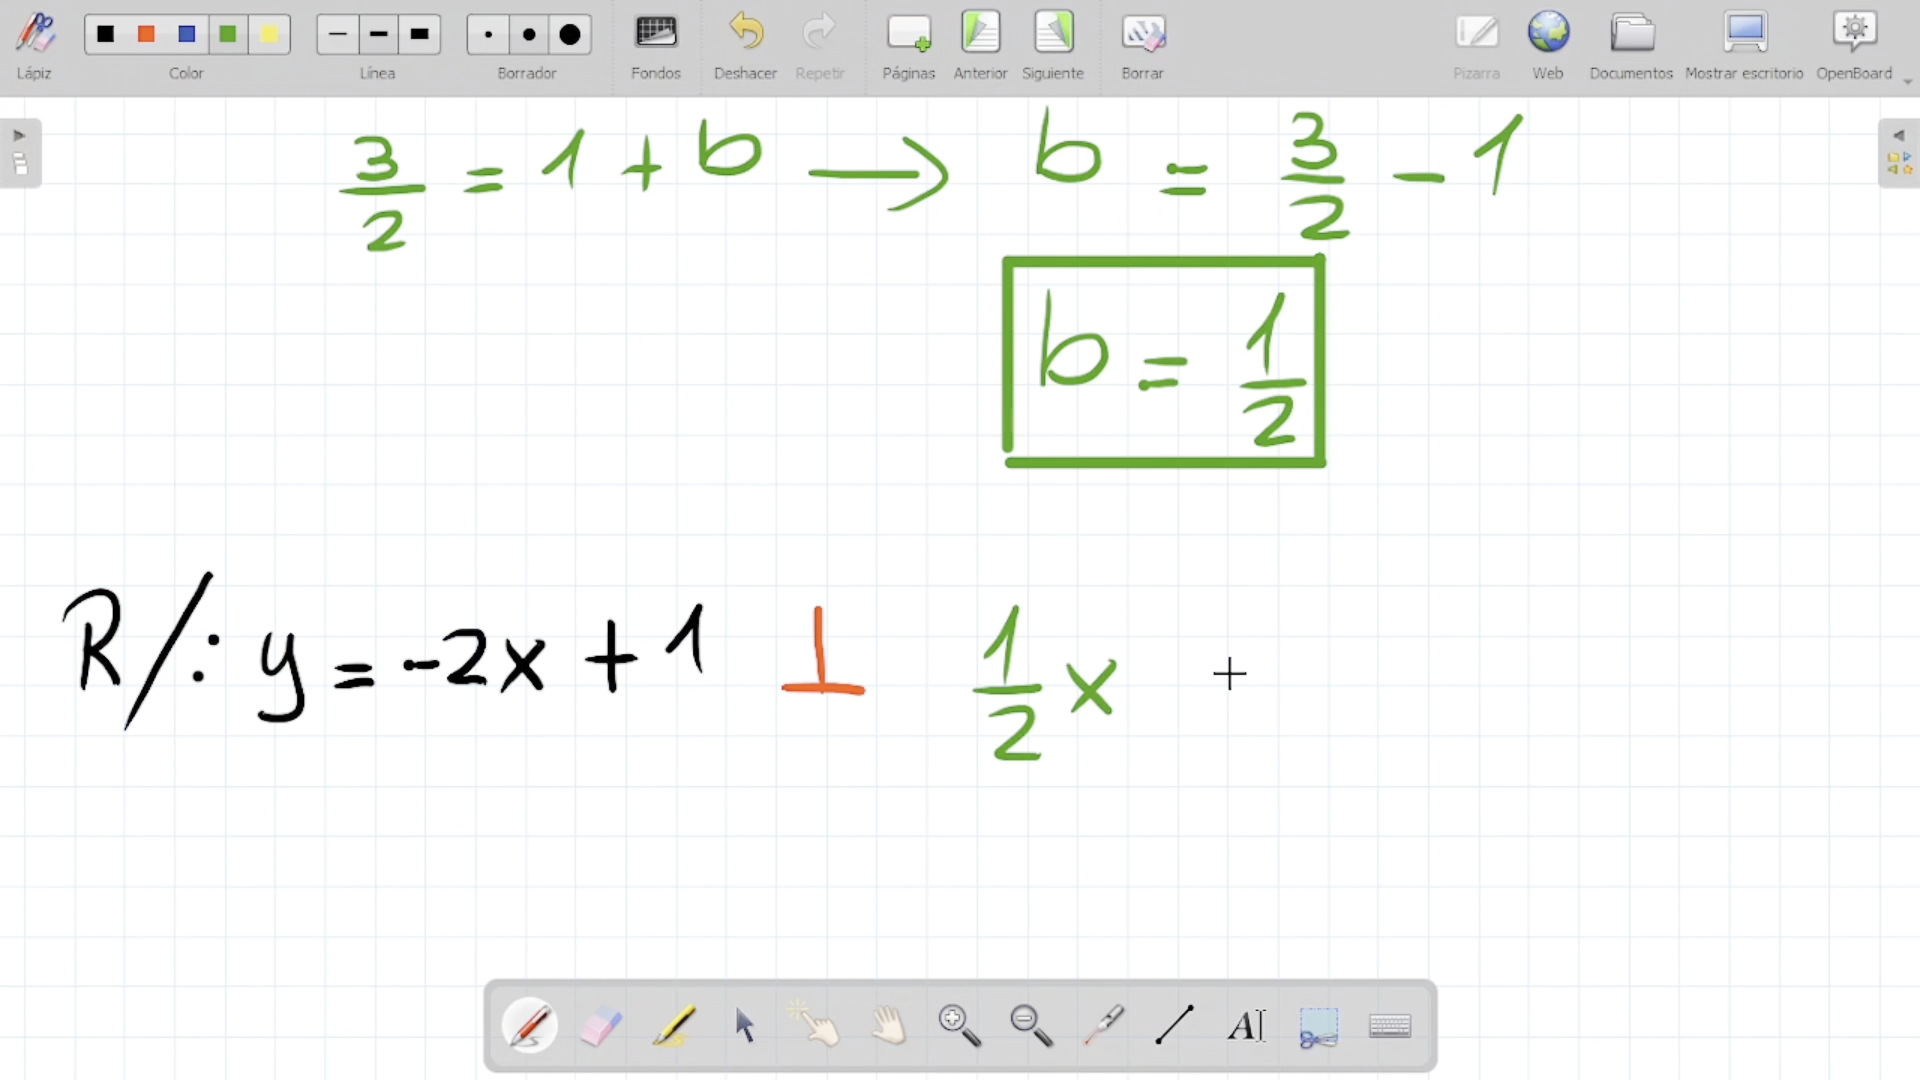 Lápiz Color Línea Borrador Fondos Deshacer Repetir Páginas Anterior Siguiente Borrar Pizarra Web Documentos Mostrar escritorio OpenBoard
3/2 = 1 + b → b = 3/2 - 1
b = 1/2
R/: y = -2x + 1 ⊥ 1/2 x